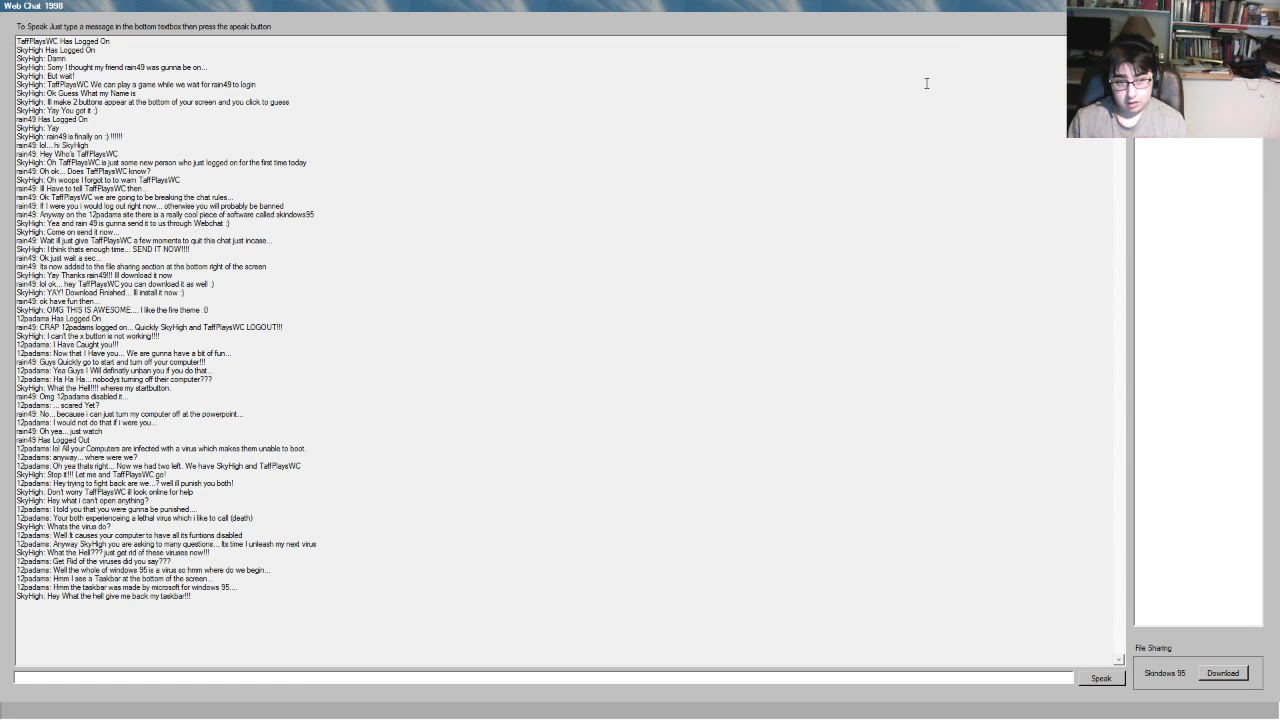 Web Chat 1998
To Speak Just type a message in the bottom textbox then press the speak button
TaffPlaysWC Has Logged On
SkyHigh Has Logged On
SkyHigh: Damn
SkyHigh: Sorry I thought my friend rain49 was gunna be on...
SkyHigh: But wait!
SkyHigh: TaffPlaysWC We can play a game while we wait for rain49 to login
SkyHigh: Ok Guess What my Name is
SkyHigh: Ill make 2 buttons appear at the bottom of your screen and you click to guess
SkyHigh: Yay You got it :)
rain49 Has Logged On
SkyHigh: Yay
SkyHigh: rain49 is finally on :) !!!!!!
rain49: lol... hi SkyHigh
rain49: Hey Who's TaffPlaysWC
SkyHigh: Oh TaffPlaysWC is just some new person who just logged on for the first time today
rain49: Oh ok... Does TaffPlaysWC know?
SkyHigh: Oh woops I forgot to to warn TaffPlaysWC
rain49: Ill Have to tell TaffPlaysWC then...
rain49: Ok TaffPlaysWC we are going to be breaking the chat rules...
rain49: If I were you i would log out right now... otherwise you will probably be banned
rain49: Anyway on the 12padams site there is a really cool piece of software called skindows95
SkyHigh: Yea and rain 49 is gunna send it to us through Webchat :)
SkyHigh: Come on send it now...
rain49: Wait ill just give TaffPlaysWC a few moments to quit this chat just incase...
SkyHigh: I think thats enough time... SEND IT NOW!!!!
rain49: Ok just wait a sec...
rain49: Its now added to the file sharing section at the bottom right of the screen
SkyHigh: Yay Thanks rain49!!! Ill download it now
rain49: lol ok... hey TaffPlaysWC you can download it as well :)
SkyHigh: YAY! Download Finished... Ill install it now :)
rain49: ok have fun then...
SkyHigh: OMG THIS IS AWESOME.... I like the fire theme :0
12padams Has Logged On
rain49: CRAP 12padams logged on... Quickly SkyHigh and TaffPlaysWC LOGOUT!!!
SkyHigh: I can't the x button is not working!!!!
12padams: I Have Caught you!!!
12padams: Now that I Have you... We are gunna have a bit of fun...
rain49: Guys Quickly go to start and turn off your computer!!!
12padams: Yea Guys I Will definatly unban you if you do that...
12padams: Ha Ha Ha... nobodys turning off their computer???
SkyHigh: What the Hell!!!! wheres my startbutton.
rain49: Omg 12padams disabled it...
12padams: ... scared Yet?
rain49: No... because i can just turn my computer off at the powerpoint...
12padams: I would not do that if i were you...
rain49: Oh yea... just watch
rain49 Has Logged Out
12padams: lol All your Computers are infected with a virus which makes them unable to boot.
12padams: anyway... where were we?
12padams: Oh yea thats right... Now we had two left. We have SkyHigh and TaffPlaysWC
SkyHigh: Stop it!!! Let me and TaffPlaysWC go!
12padams: Hey trying to fight back are we...? well ill punish you both!
SkyHigh: Don't worry TaffPlaysWC ill look online for help
SkyHigh: Hey what i can't open anything?
12padams: I told you that you were gunna be punished....
12padams: Your both experienceing a lethal virus which i like to call (death)
SkyHigh: Whats the virus do?
12padams: Well It causes your computer to have all its funtions disabled
12padams: Anyway SkyHigh you are asking to many questions... Its time I unleash my next virus
SkyHigh: What the Hell??? just get rid of these viruses now!!!
12padams: Get Rid of the viruses did you say???
12padams: Well the whole of windows 95 is a virus so hmm where do we begin...
12padams: Hmm I see a Taskbar at the bottom of the screen...
12padams: Hmm the taskbar was made by microsoft for windows 95....
SkyHigh: Hey What the hell give me back my taskbar!!!
File Sharing
Skindows 95 Download
Speak